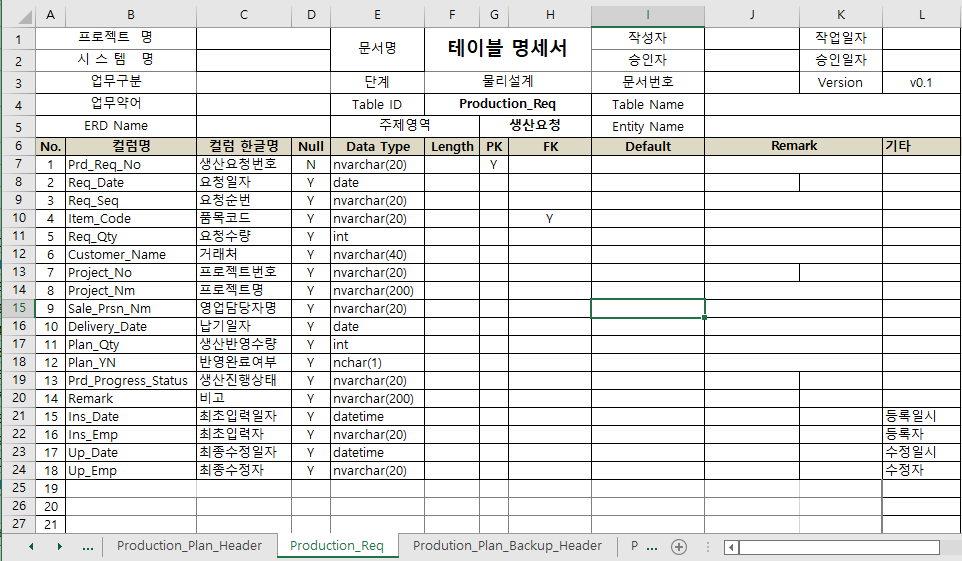 A B C D E F G H I J K L
1 프로젝트 명 문서명 테이블 명세서 작성자 작업일자
2 시 스 템 명 승인자 승인일자
3 업무구분 단계 물리설계 문서번호 Version v0.1
4 업무약어 Table ID Production_Req Table Name
5 ERD Name 주제영역 생산요청 Entity Name
6 No. 컬럼명 컬럼 한글명 Null Data Type Length PK FK Default Remark 기타
7 1 Prd_Req_No 생산요청번호 N nvarchar(20) Y
8 2 Req_Date 요청일자 Y date
9 3 Req_Seq 요청순번 Y nvarchar(20)
10 4 Item_Code 품목코드 Y nvarchar(20) Y
11 5 Req_Qty 요청수량 Y int
12 6 Customer_Name 거래처 Y nvarchar(40)
13 7 Project_No 프로젝트번호 Y nvarchar(20)
14 8 Project_Nm 프로젝트명 Y nvarchar(200)
15 9 Sale_Prsn_Nm 영업담당자명 Y nvarchar(20)
16 10 Delivery_Date 납기일자 Y date
17 11 Plan_Qty 생산반영수량 Y int
18 12 Plan_YN 반영완료여부 Y nchar(1)
19 13 Prd_Progress_Status 생산진행상태 Y nvarchar(20)
20 14 Remark 비고 Y nvarchar(200)
21 15 Ins_Date 최초입력일자 Y datetime 등록일시
22 16 Ins_Emp 최초입력자 Y nvarchar(20) 등록자
23 17 Up_Date 최종수정일자 Y datetime 수정일시
24 18 Up_Emp 최종수정자 Y nvarchar(20) 수정자
25 19
26 20
27 21
... Production_Plan_Header Production_Req Prodution_Plan_Backup_Header P ...